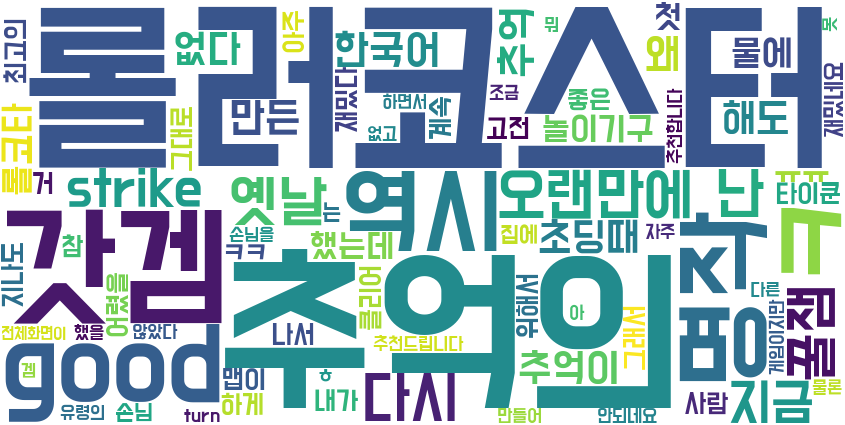 롤러코스터
최고의
없다
아주
한국어
추억
왜
것
물에
못
뭔
재밌네요
만든
재밌다
하면서
계속
조금
좋은
해도
추천합니다
롤코타
그대로
없고
고전
놀이기구
거
strike
옛날
는
역시
오랜만에
난
ㅋㅋ
타이쿤
갓겜
참
손님을
ㅋㅋ
했는데
집에
초딩때
자주
명작
ㅋ
지나도
어렸을
추억의
클리어
위해서
아
그래서
다른
게임이지만
꿀잼
전체화면이
했을
않았다
나서
추천드립니다
good
겜
맵이
ㅎ
추억이
유령의
손님
turn
하게
내가
다시
만들어
안되네요
사람
지금
물론